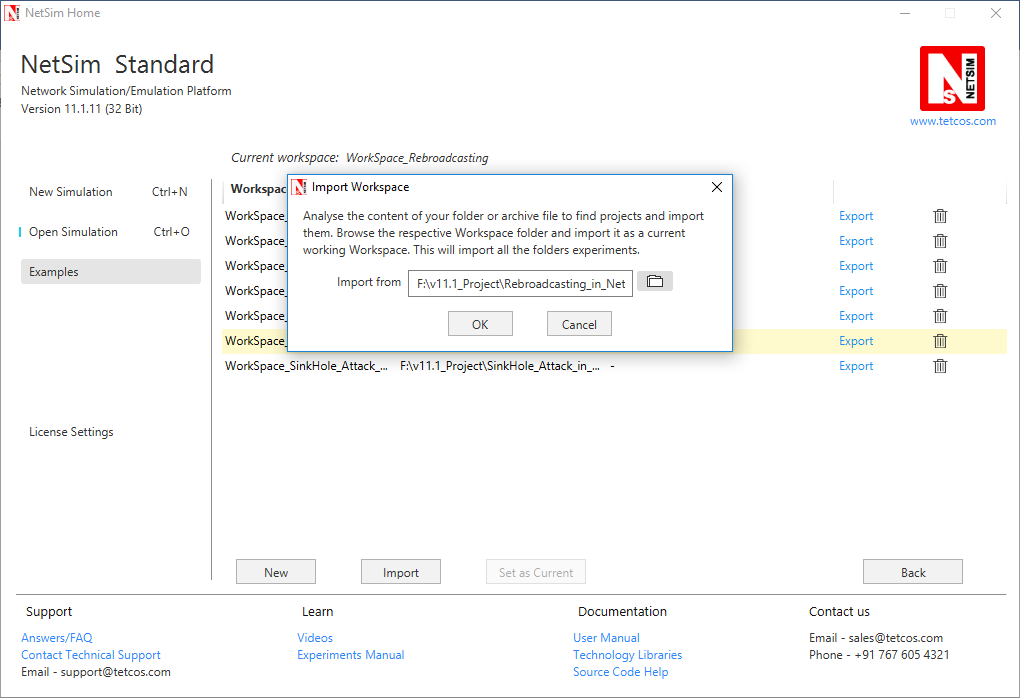 NetSim Home
NetSim Standard
Network Simulation/Emulation Platform
Version 11.1.11 (32 Bit)
NETSIM
www.tetcos.com
Current workspace: WorkSpace_Rebroadcasting
New Simulation Ctrl+N
Open Simulation Ctrl+O
Examples
License Settings
Workspac
Import Workspace
Analyse the content of your folder or archive file to find projects and import
them. Browse the respective Workspace folder and import it as a current
working Workspace. This will import all the folders experiments.
Import from F:\v11.1_Project\Rebroadcasting_in_Net
OK Cancel
WorkSpace_ Export
WorkSpace_ Export
WorkSpace_ Export
WorkSpace_ Export
WorkSpace_ Export
WorkSpace_ Export
WorkSpace_SinkHole_Attack_... F:\v11.1_Project\SinkHole_Attack_in_... - Export
New Import Set as Current Back
Support
Answers/FAQ
Contact Technical Support
Email - support@tetcos.com
Learn
Videos
Experiments Manual
Documentation
User Manual
Technology Libraries
Source Code Help
Contact us
Email - sales@tetcos.com
Phone - +91 767 605 4321